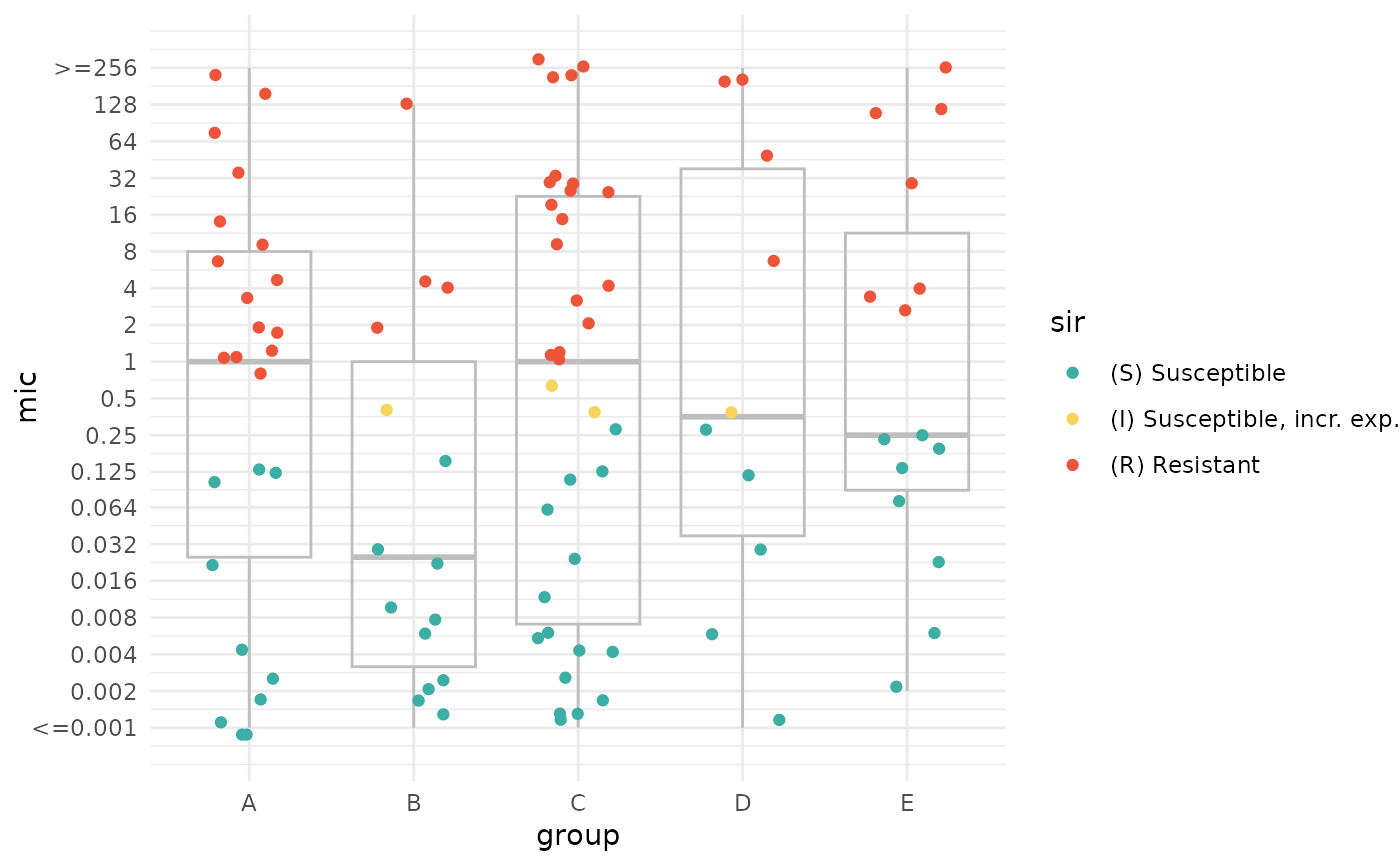 >=256
128
64
32
16
8
4
2
1
0.5
0.25
0.125
0.064
0.032
0.016
0.008
0.004
0.002
<=0.001
mic
A B C D E
group
sir
(S) Susceptible
(I) Susceptible, incr. exp.
(R) Resistant